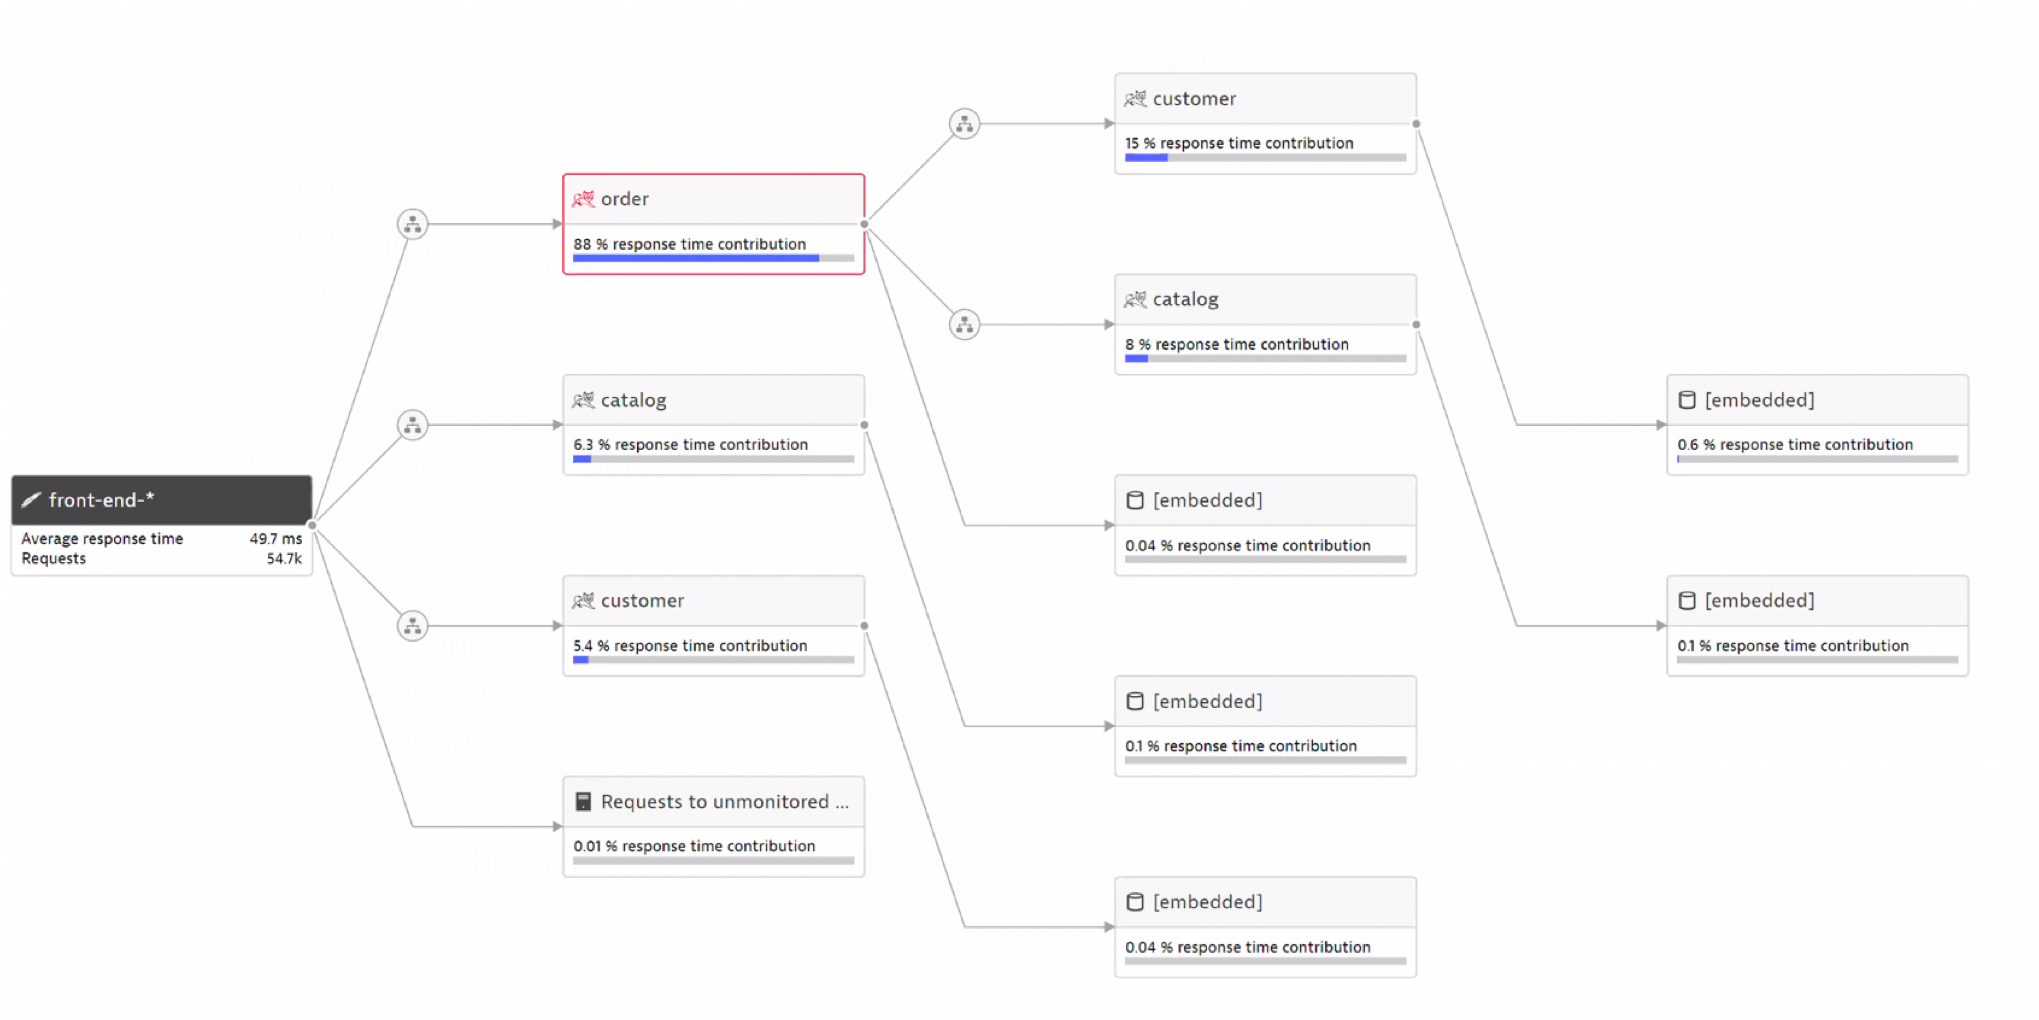 front-end-*
Average response time 49.7 ms
Requests 54.7k
order
88 % response time contribution
catalog
6.3 % response time contribution
customer
5.4 % response time contribution
Requests to unmonitored ...
0.01 % response time contribution
customer
15 % response time contribution
catalog
8 % response time contribution
[embedded]
0.04 % response time contribution
[embedded]
0.1 % response time contribution
[embedded]
0.04 % response time contribution
[embedded]
0.6 % response time contribution
[embedded]
0.1 % response time contribution